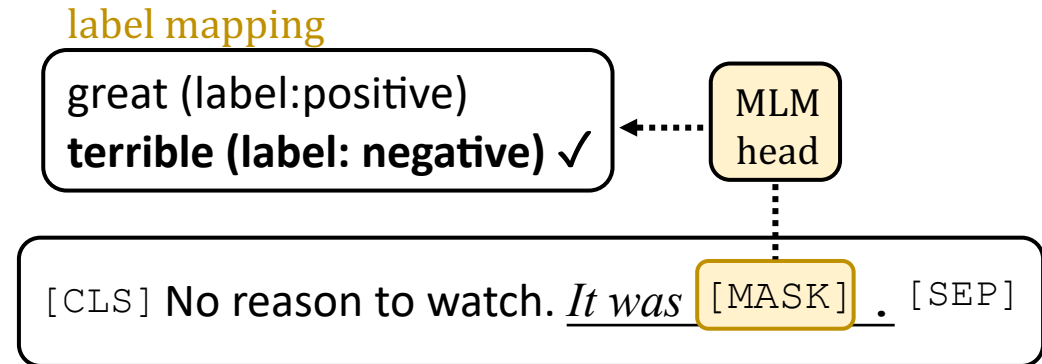 label mapping
great (label:positive)
terrible (label: negative) ✓
MLM
head
[CLS] No reason to watch. It was [MASK] . [SEP]